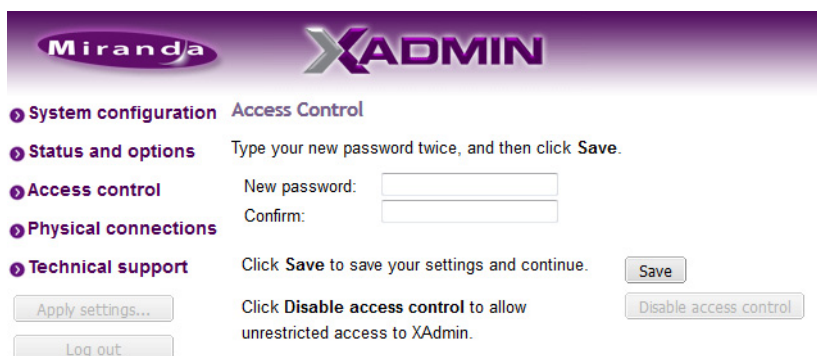 Miranda
XADMIN
System configuration
Status and options
Access control
Physical connections
Technical support
Apply settings...
Log out
Access Control
Type your new password twice, and then click Save.
New password:
Confirm:
Click Save to save your settings and continue.
Save
Click Disable access control to allow
unrestricted access to XAdmin.
Disable access control